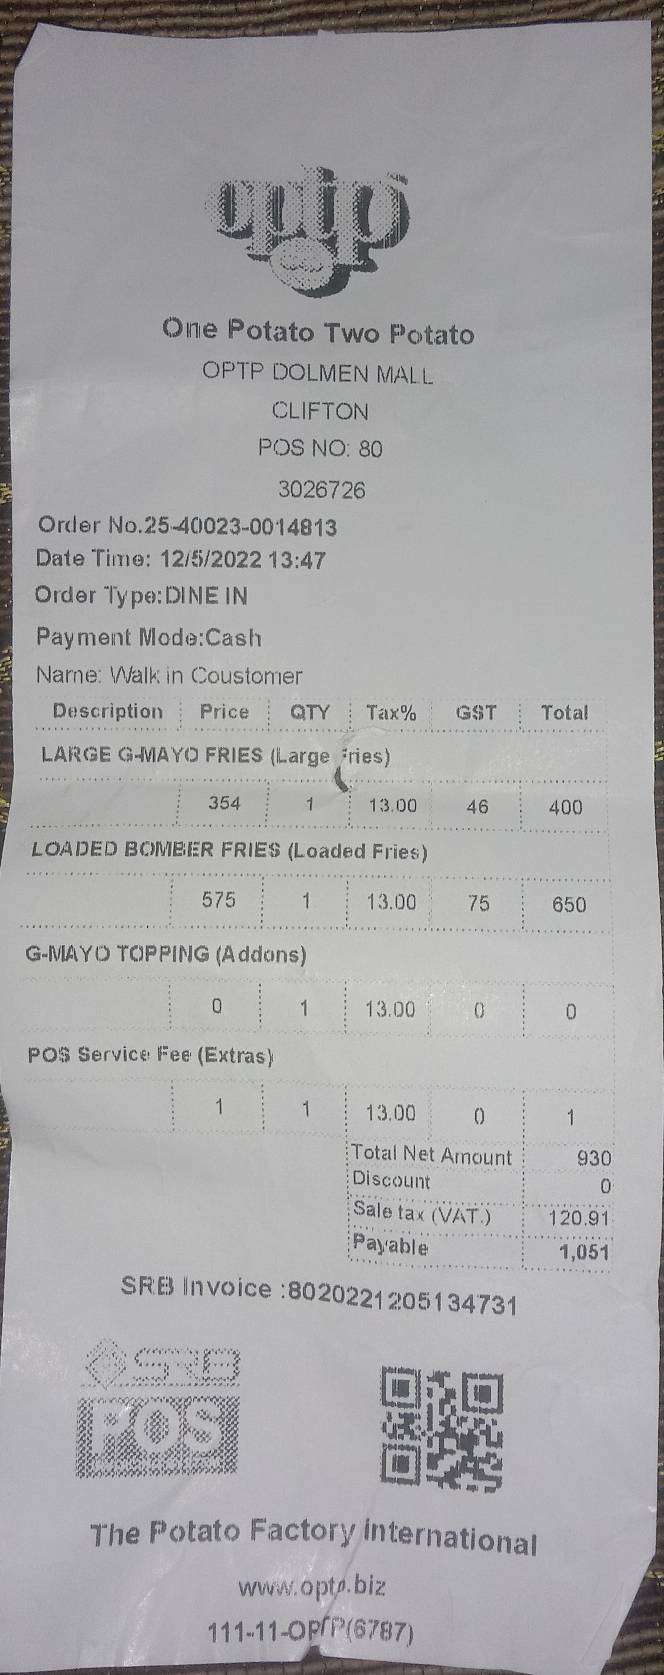 optp
One Potato Two Potato
OPTP DOLMEN MALL
CLIFTON
POS NO: 80
3026726
Order No.25-40023-0014813
Date Time: 12/5/2022 13:47
Order Type:DINE IN
Payment Mode:Cash
Name: Walk in Coustomer
Description Price QTY Tax% GST Total
LARGE G-MAYO FRIES (Large Fries)
354 1 13.00 46 400
LOADED BOMBER FRIES (Loaded Fries)
575 1 13.00 75 650
G-MAYO TOPPING (Addons)
0 1 13.00 0 0
POS Service Fee (Extras)
1 1 13.00 0 1
Total Net Amount 930
Discount 0
Sale tax (VAT.) 120.91
Payable 1,051
SRB Invoice :8020221205134731
SRB
POS
The Potato Factory International
www.optp.biz
111-11-OPTP(6787)